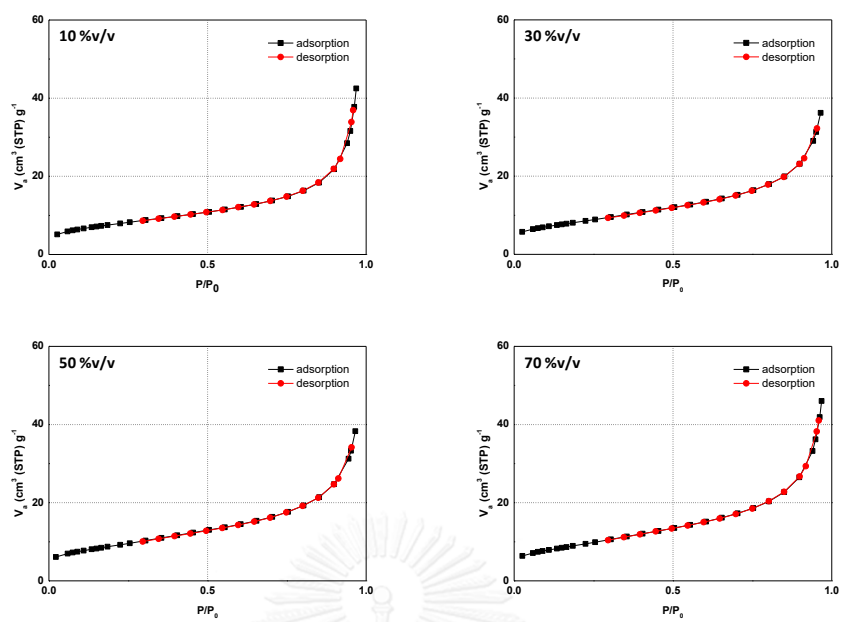 10 %v/v
adsorption
desorption
Va (cm3 (STP) g-1
60
40
20
0
0.0 0.5 1.0
P/P0
30 %v/v
adsorption
desorption
Va (cm3 (STP) g-1
60
40
20
0
0.0 0.5 1.0
P/P0
50 %v/v
adsorption
desorption
Va (cm3 (STP) g-1
60
40
20
0
0.0 0.5 1.0
P/P0
70 %v/v
adsorption
desorption
Va (cm3 (STP) g-1
60
40
20
0
0.0 0.5 1.0
P/P0